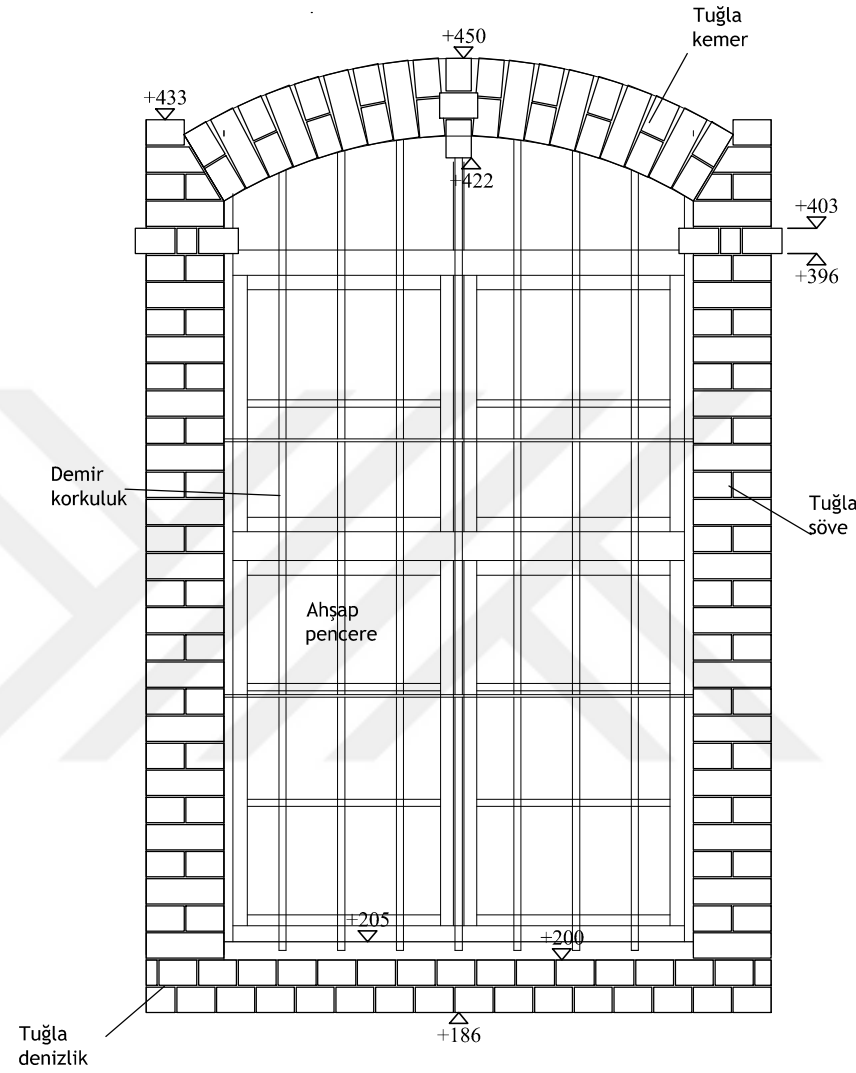 Tuğla
kemer
+450
+433
+422
+403
+396
Demir
korkuluk
Tuğla
söve
Ahşap
pencere
+205
+200
Tuğla
denizlik
+186